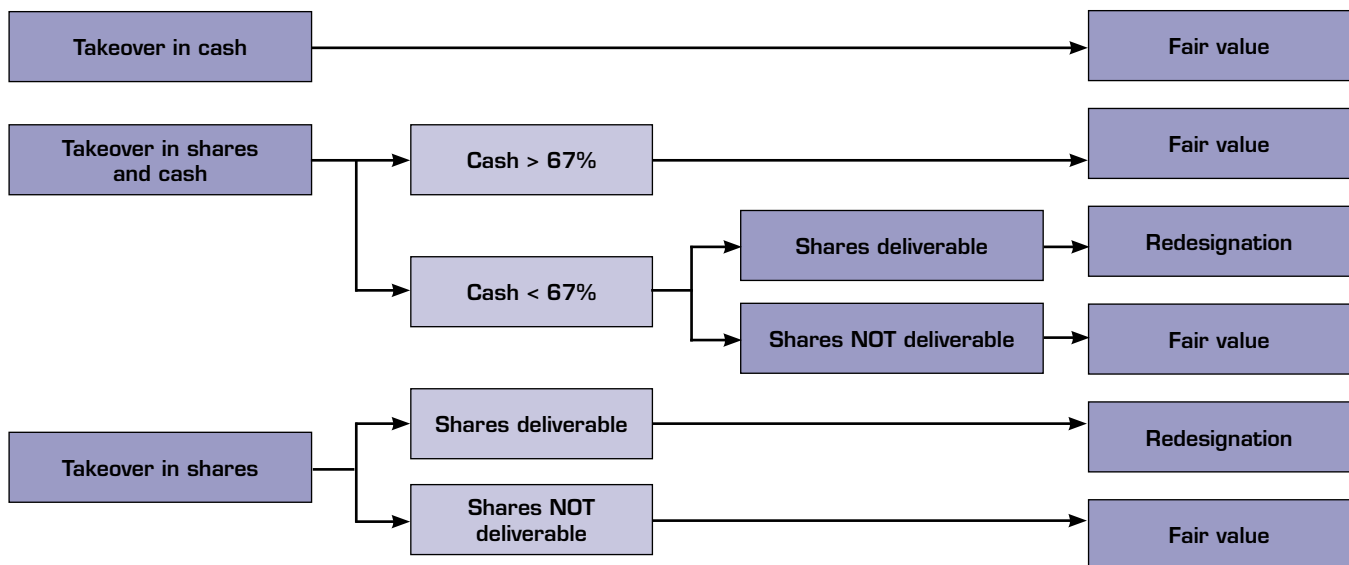 Takeover in cash
Fair value
Takeover in shares
and cash
Cash > 67%
Fair value
Cash < 67%
Shares deliverable
Redesignation
Shares NOT deliverable
Fair value
Takeover in shares
Shares deliverable
Redesignation
Shares NOT
deliverable
Fair value